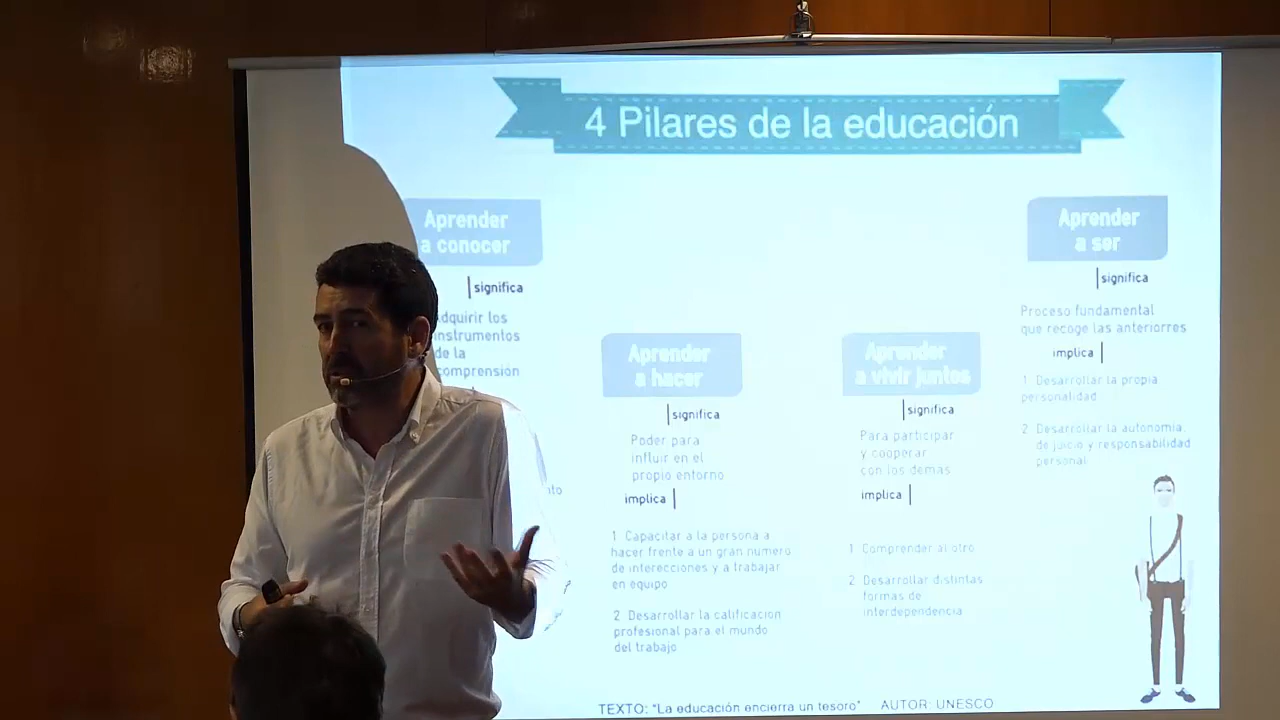 4 Pilares de la educación
Aprender
a conocer
significa
Adquirir los
instrumentos
de la
comprensión
Aprender
a hacer
significa
Poder para
influir en el
propio entorno
implica
1 Capacitar a la persona a
hacer frente a un gran numero
de interecciones y a trabajar
en equipo
2 Desarrollar la calificacion
profesional para el mundo
del trabajo
Aprender
a vivir juntos
significa
Para participar
y cooperar
con los demas
implica
1 Comprender al otro
2 Desarrollar distintas
formas de
interdependencia
Aprender
a ser
significa
Proceso fundamental
que recoge las anteriorres
implica
1 Desarrollar la propia
personalidad
2 Desarrollar la autonomia,
de juicio y responsabilidad
personal
TEXTO: "La educación encierra un tesoro" AUTOR: UNESCO